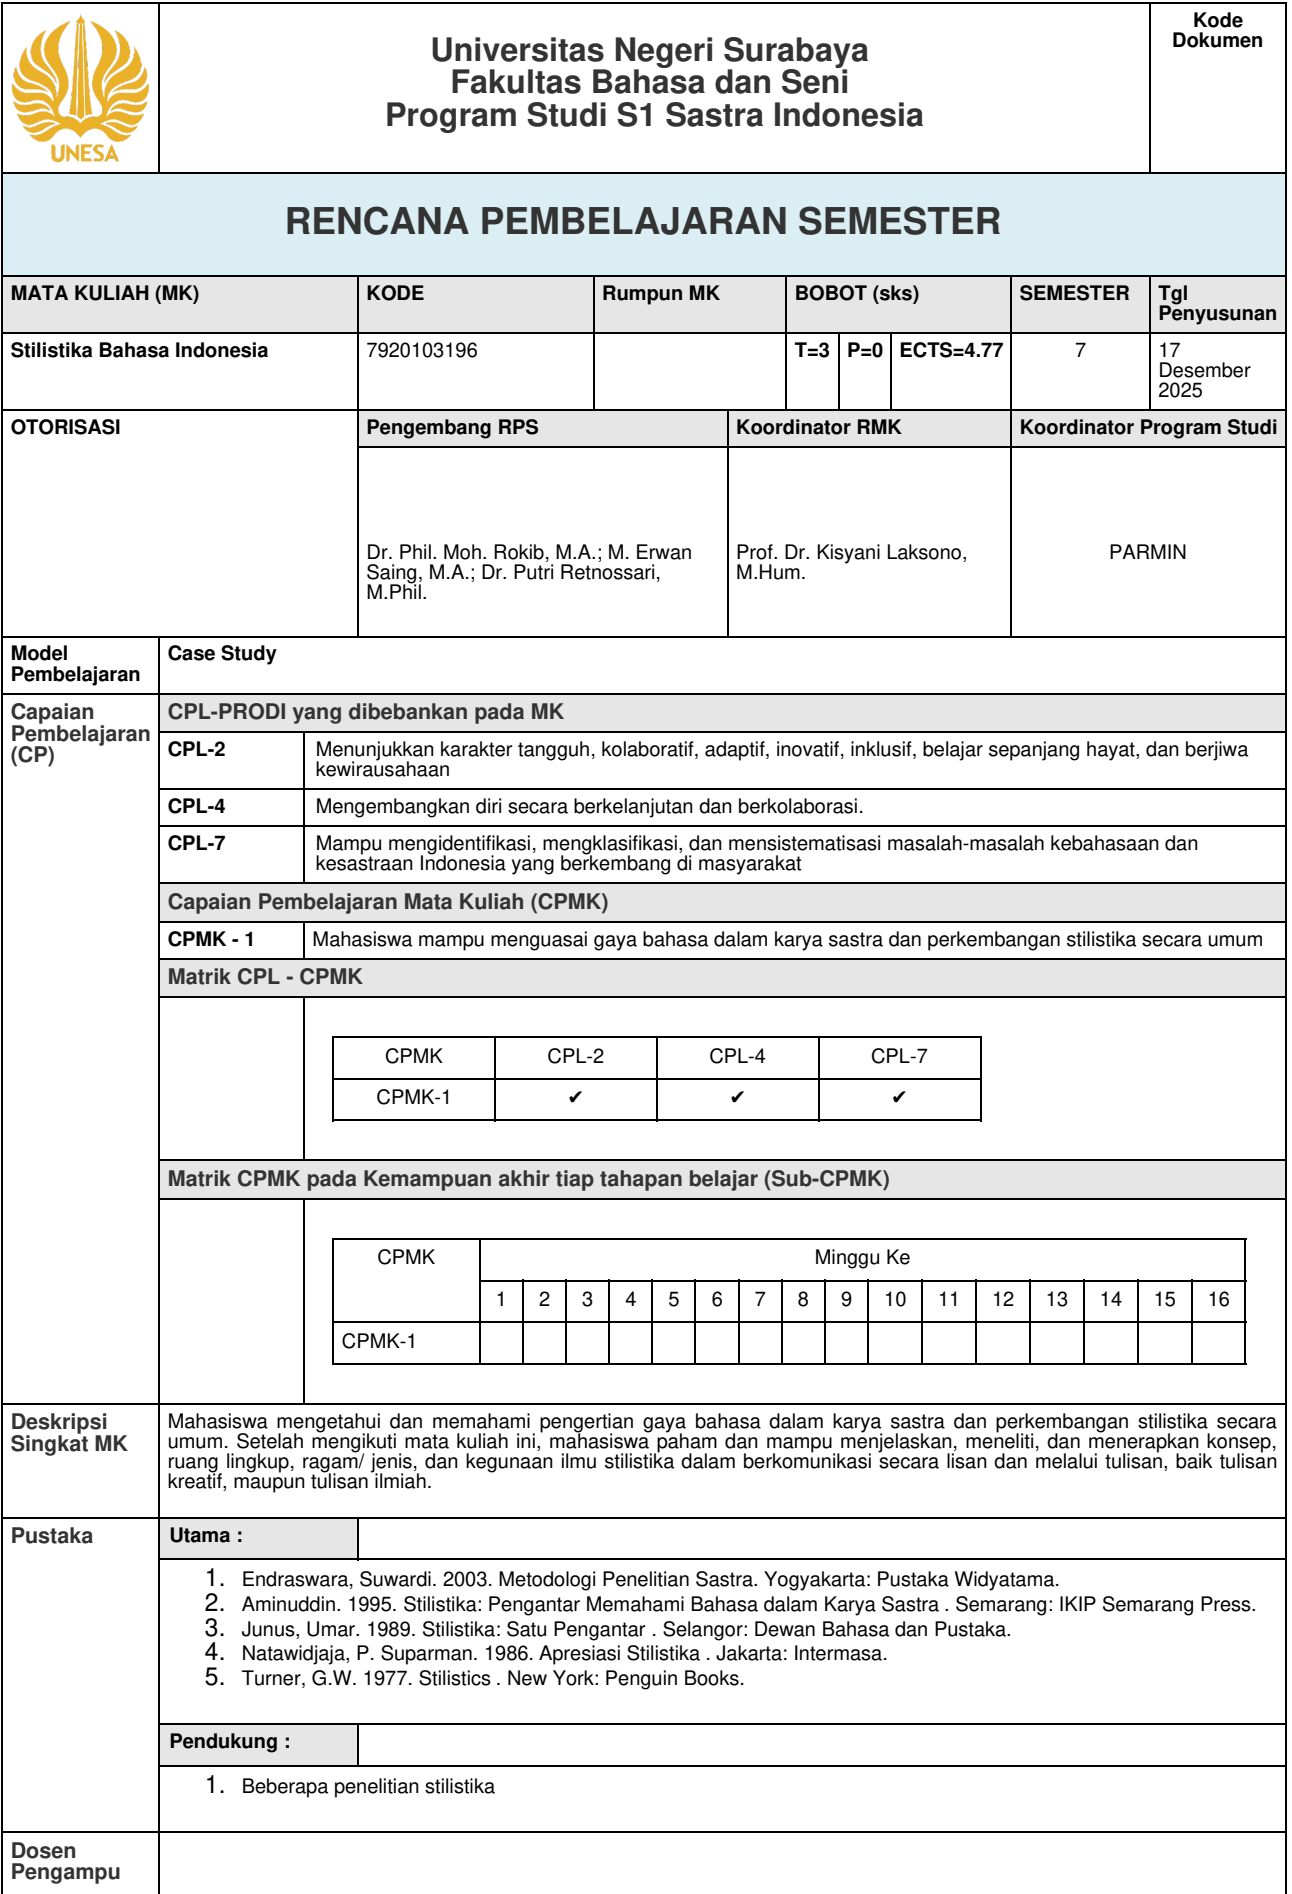 UNESA
Universitas Negeri Surabaya
Fakultas Bahasa dan Seni
Program Studi S1 Sastra Indonesia
Kode
Dokumen
RENCANA PEMBELAJARAN SEMESTER
MATA KULIAH (MK)
KODE
Rumpun MK
BOBOT (sks)
SEMESTER
Tgl
Penyusunan
Stilistika Bahasa Indonesia
7920103196
T=3
P=0
ECTS=4.77
7
17
Desember
2025
OTORISASI
Pengembang RPS
Koordinator RMK
Koordinator Program Studi
Dr. Phil. Moh. Rokib, M.A.; M. Erwan
Saing, M.A.; Dr. Putri Retnossari,
M.Phil.
Prof. Dr. Kisyani Laksono,
M.Hum.
PARMIN
Model
Pembelajaran
Case Study
Capaian
Pembelajaran
(CP)
CPL-PRODI yang dibebankan pada MK
CPL-2
Menunjukkan karakter tangguh, kolaboratif, adaptif, inovatif, inklusif, belajar sepanjang hayat, dan berjiwa
kewirausahaan
CPL-4
Mengembangkan diri secara berkelanjutan dan berkolaborasi.
CPL-7
Mampu mengidentifikasi, mengklasifikasi, dan mensistematisasi masalah-masalah kebahasaan dan
kesastraan Indonesia yang berkembang di masyarakat
Capaian Pembelajaran Mata Kuliah (CPMK)
CPMK - 1
Mahasiswa mampu menguasai gaya bahasa dalam karya sastra dan perkembangan stilistika secara umum
Matrik CPL - CPMK
CPMK CPL-2 CPL-4 CPL-7
CPMK-1 ✔ ✔ ✔
Matrik CPMK pada Kemampuan akhir tiap tahapan belajar (Sub-CPMK)
CPMK
Minggu Ke
1 2 3 4 5 6 7 8 9 10 11 12 13 14 15 16
CPMK-1
Deskripsi
Singkat MK
Mahasiswa mengetahui dan memahami pengertian gaya bahasa dalam karya sastra dan perkembangan stilistika secara
umum. Setelah mengikuti mata kuliah ini, mahasiswa paham dan mampu menjelaskan, meneliti, dan menerapkan konsep,
ruang lingkup, ragam/ jenis, dan kegunaan ilmu stilistika dalam berkomunikasi secara lisan dan melalui tulisan, baik tulisan
kreatif, maupun tulisan ilmiah.
Pustaka
Utama :
1. Endraswara, Suwardi. 2003. Metodologi Penelitian Sastra. Yogyakarta: Pustaka Widyatama.
2. Aminuddin. 1995. Stilistika: Pengantar Memahami Bahasa dalam Karya Sastra . Semarang: IKIP Semarang Press.
3. Junus, Umar. 1989. Stilistika: Satu Pengantar . Selangor: Dewan Bahasa dan Pustaka.
4. Natawidjaja, P. Suparman. 1986. Apresiasi Stilistika . Jakarta: Intermasa.
5. Turner, G.W. 1977. Stilistics . New York: Penguin Books.
Pendukung :
1. Beberapa penelitian stilistika
Dosen
Pengampu